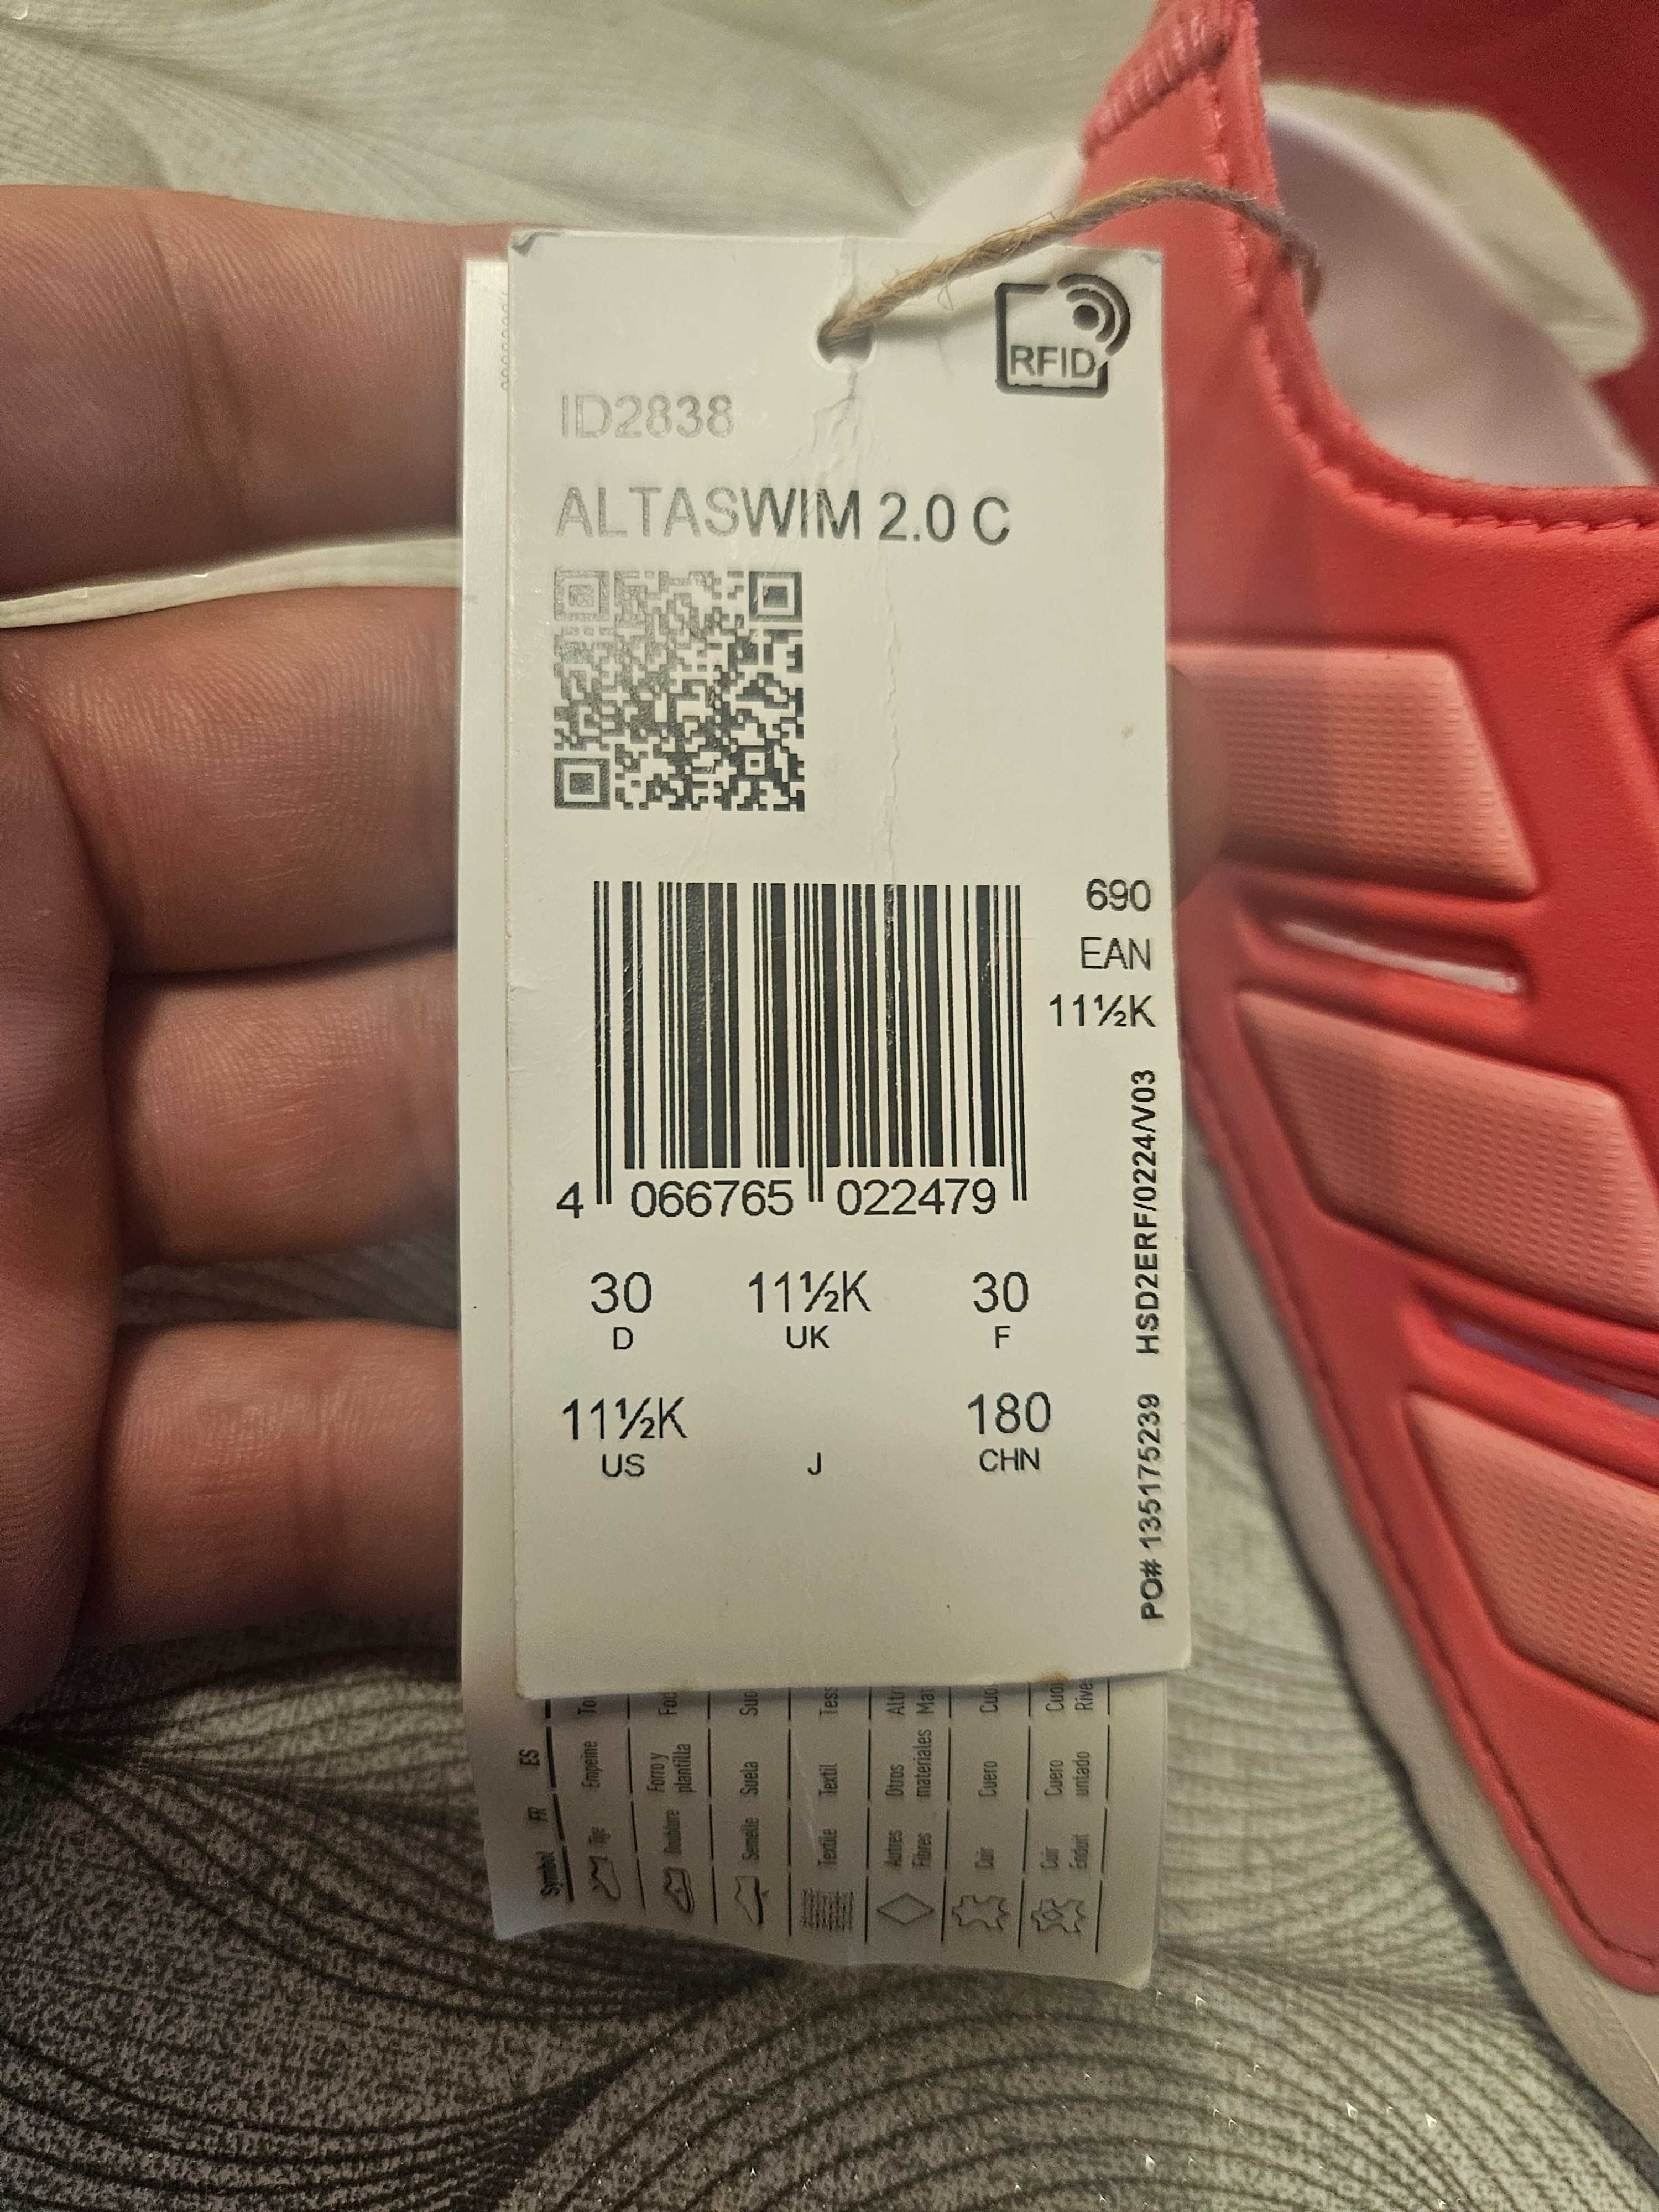 RFID
ID2838
ALTASWIM 2.0 C
690
EAN
11½K
4 066765 022479
30 11½K 30
D UK F
11½K 180
US J CHN
PO# 135175239 HSD2ERF/0224/V03
Symbol FR ES
Tige Empeine
Doublure Forro y plantilla
Semelle Suela
Textile Textil
Autres Fibres Otros materiales
Cuir Cuero
Cuir Enduit Cuero untado